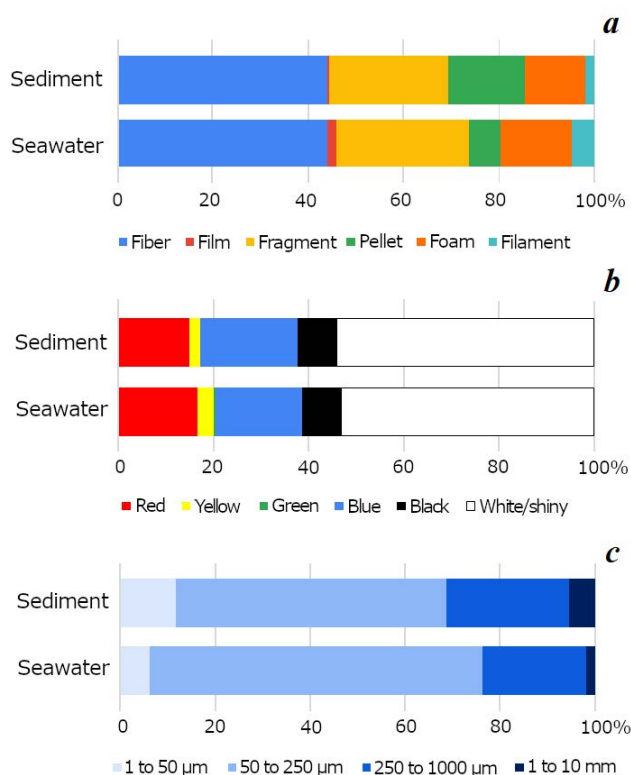 a
Sediment
Seawater
0 20 40 60 80 100%
Fiber Film Fragment Pellet Foam Filament
b
Sediment
Seawater
0 20 40 60 80 100%
Red Yellow Green Blue Black White/shiny
c
Sediment
Seawater
0 20 40 60 80 100%
1 to 50 μm 50 to 250 μm 250 to 1000 μm 1 to 10 mm